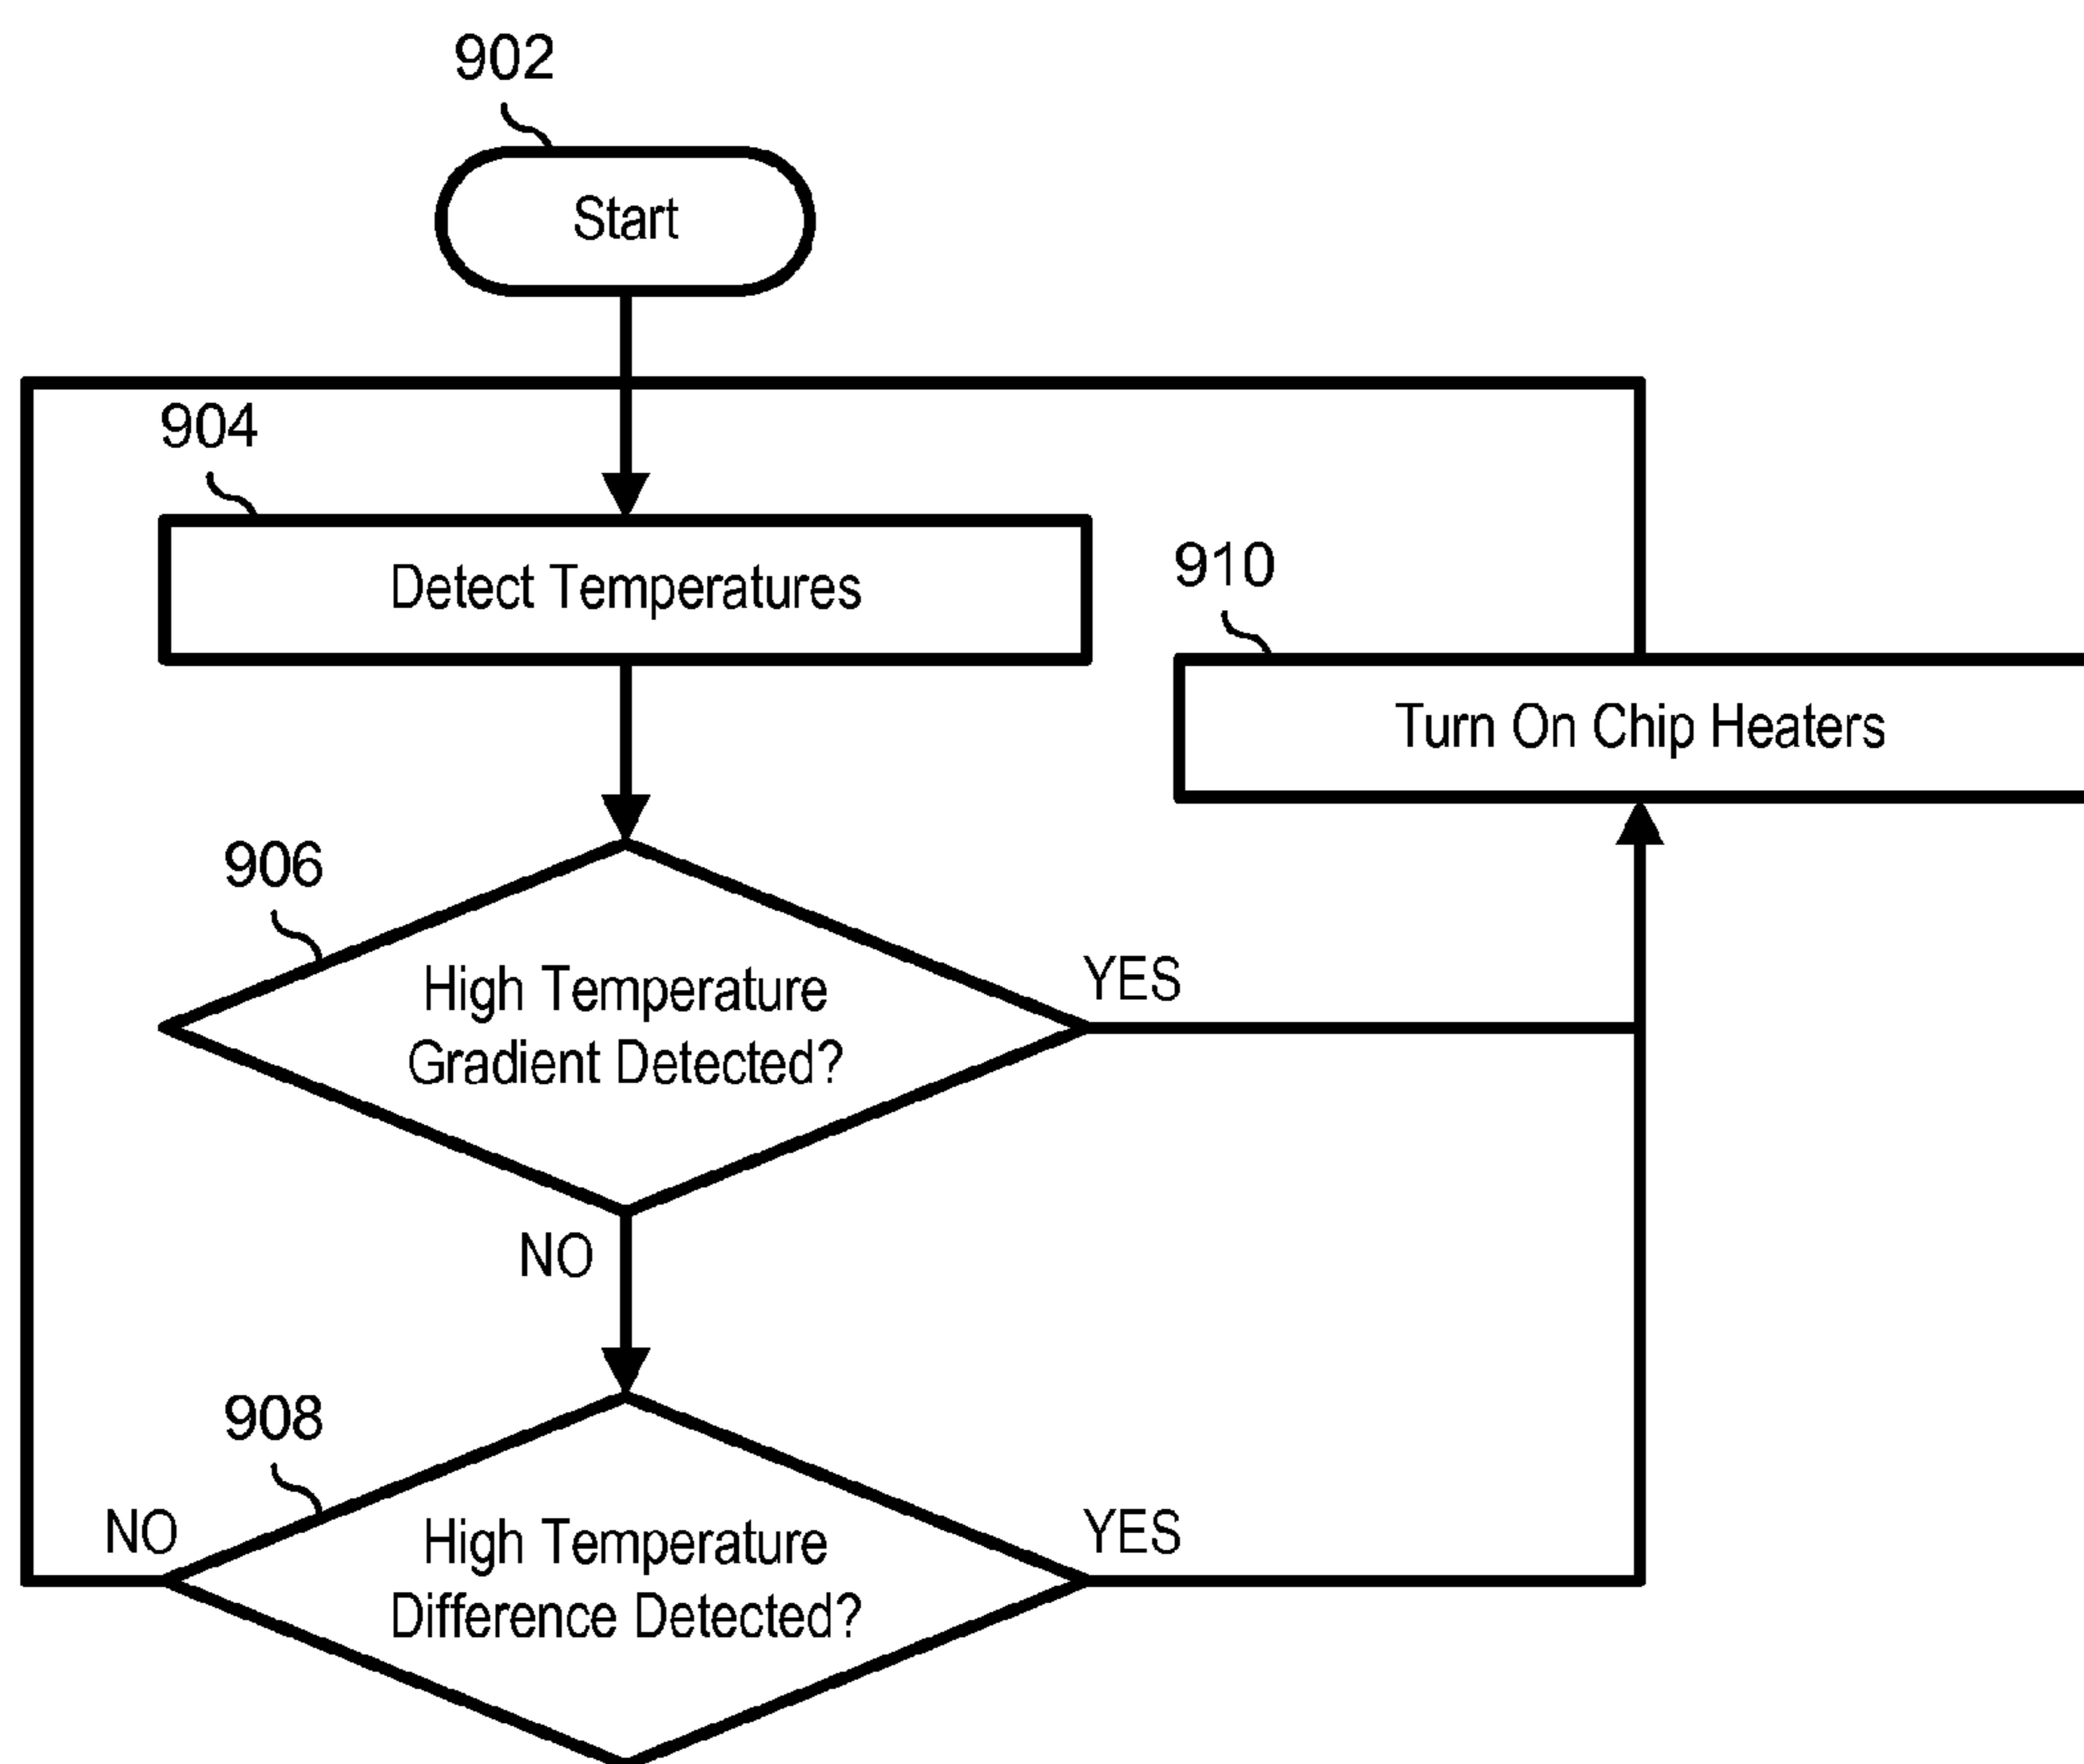 902
Start
904
Detect Temperatures
910
Turn On Chip Heaters
906
High Temperature
Gradient Detected?
YES
NO
908
High Temperature
Difference Detected?
NO
YES